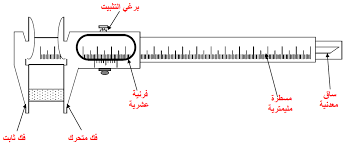 برغي التثبيت
قرنية
عشرية
مسطرة
مليمترية
ساق
معدنية
فك متحرك
فك ثابت